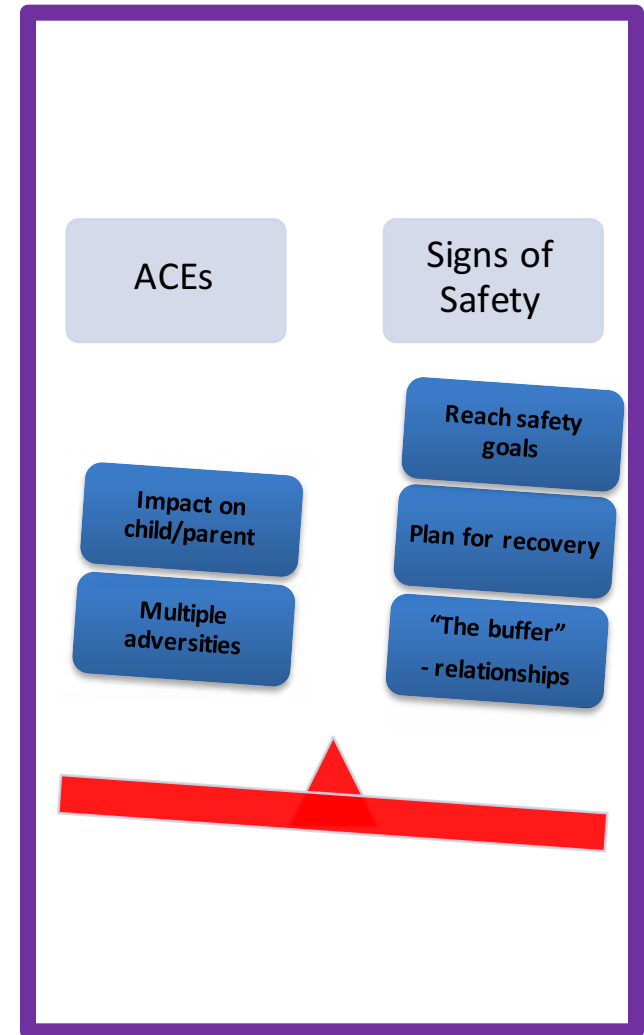 ACEs
Signs of
Safety
Impact on
child/parent
Multiple
adversities
Reach safety
goals
Plan for recovery
“The buffer”
- relationships